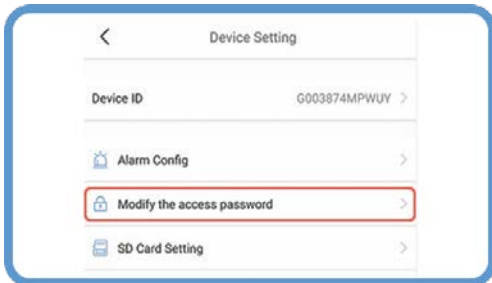 Device Setting
Device ID G003874MPWUY
Alarm Config
Modify the access password
SD Card Setting